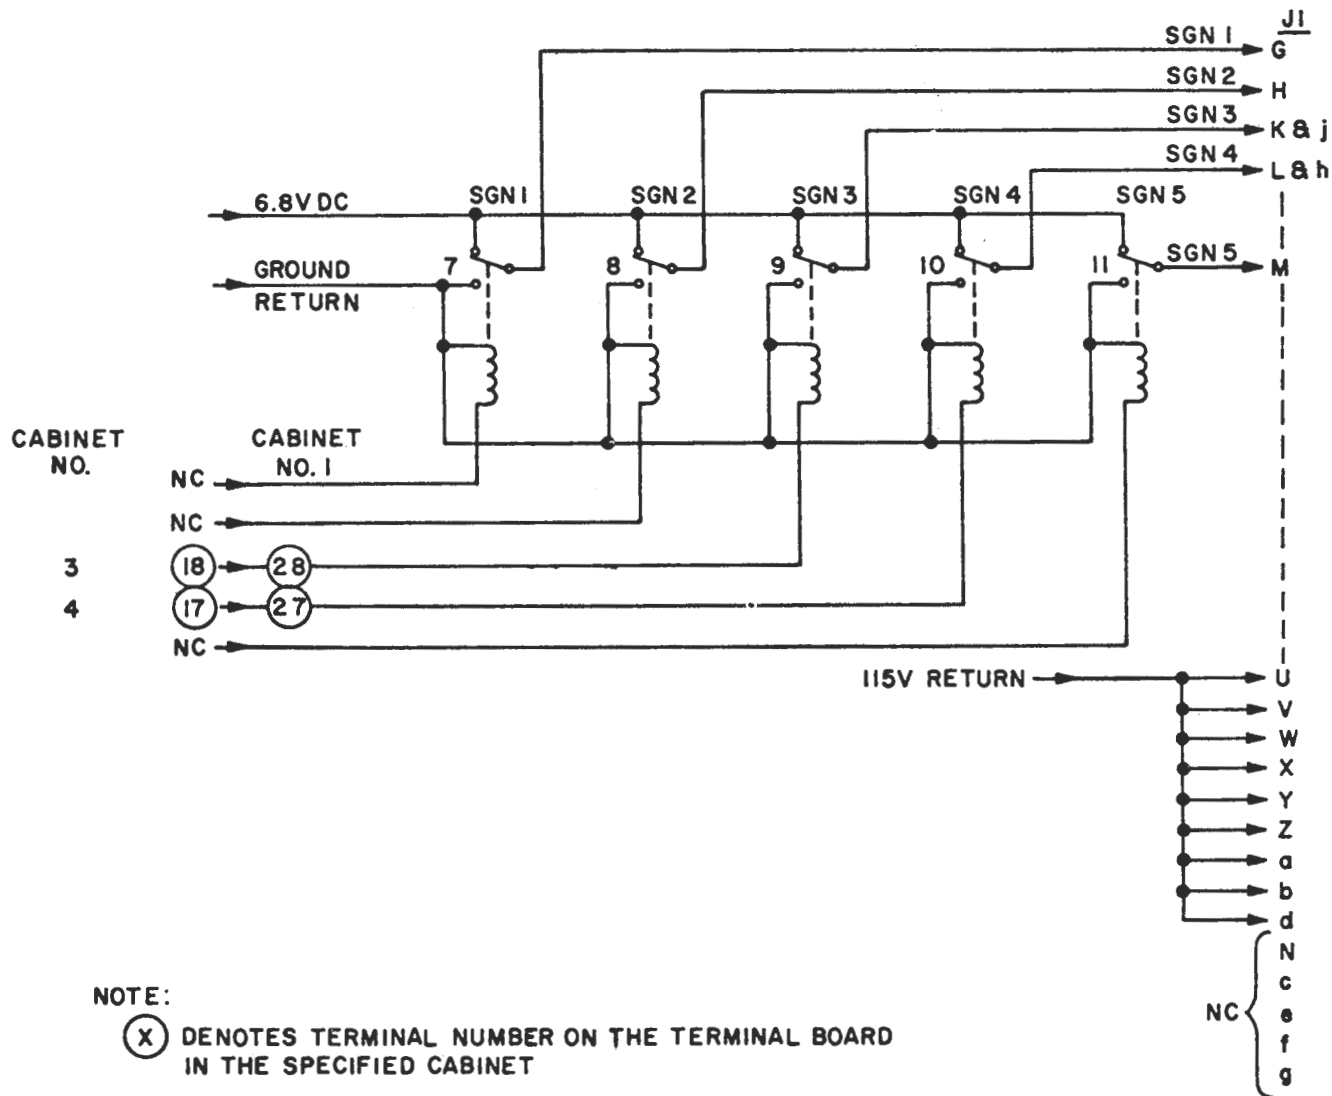 J1
SGN 1 G
SGN 2 H
SGN 3 K & j
SGN 4 L & h
6.8V DC
SGN 1
SGN 2
SGN 3
SGN 4
SGN 5
GROUND
RETURN
7
8
9
10
11
SGN 5 M
CABINET
NO.
CABINET
NO. 1
NC
NC
3 18 28
4 17 27
NC
115V RETURN
U
V
W
X
Y
Z
a
b
d
NC
N
c
e
f
g
NOTE:
X DENOTES TERMINAL NUMBER ON THE TERMINAL BOARD
IN THE SPECIFIED CABINET